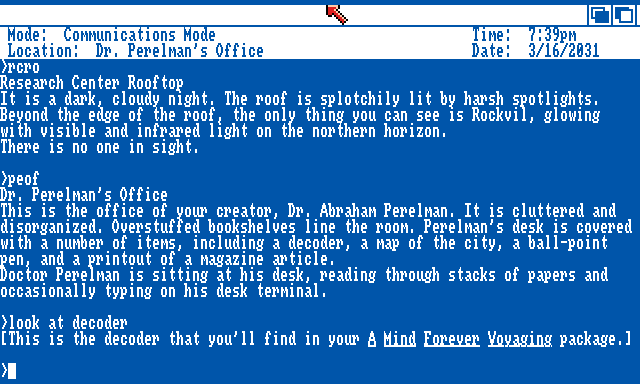 Mode:  Communications Mode  Time:  7:39pm
Location:  Dr. Perelman's Office  Date:  3/16/2031
>rcro
Research Center Rooftop
It is a dark, cloudy night. The roof is splotchily lit by harsh spotlights.
Beyond the edge of the roof, the only thing you can see is Rockvil, glowing
with visible and infrared light on the northern horizon.
There is no one in sight.
>peof
Dr. Perelman's Office
This is the office of your creator, Dr. Abraham Perelman. It is cluttered and
disorganized. Overstuffed bookshelves line the room. Perelman's desk is covered
with a number of items, including a decoder, a map of the city, a ball-point
pen, and a printout of a magazine article.
Doctor Perelman is sitting at his desk, reading through stacks of papers and
occasionally typing on his desk terminal.
>look at decoder
[This is the decoder that you'll find in your A Mind Forever Voyaging package.]
>